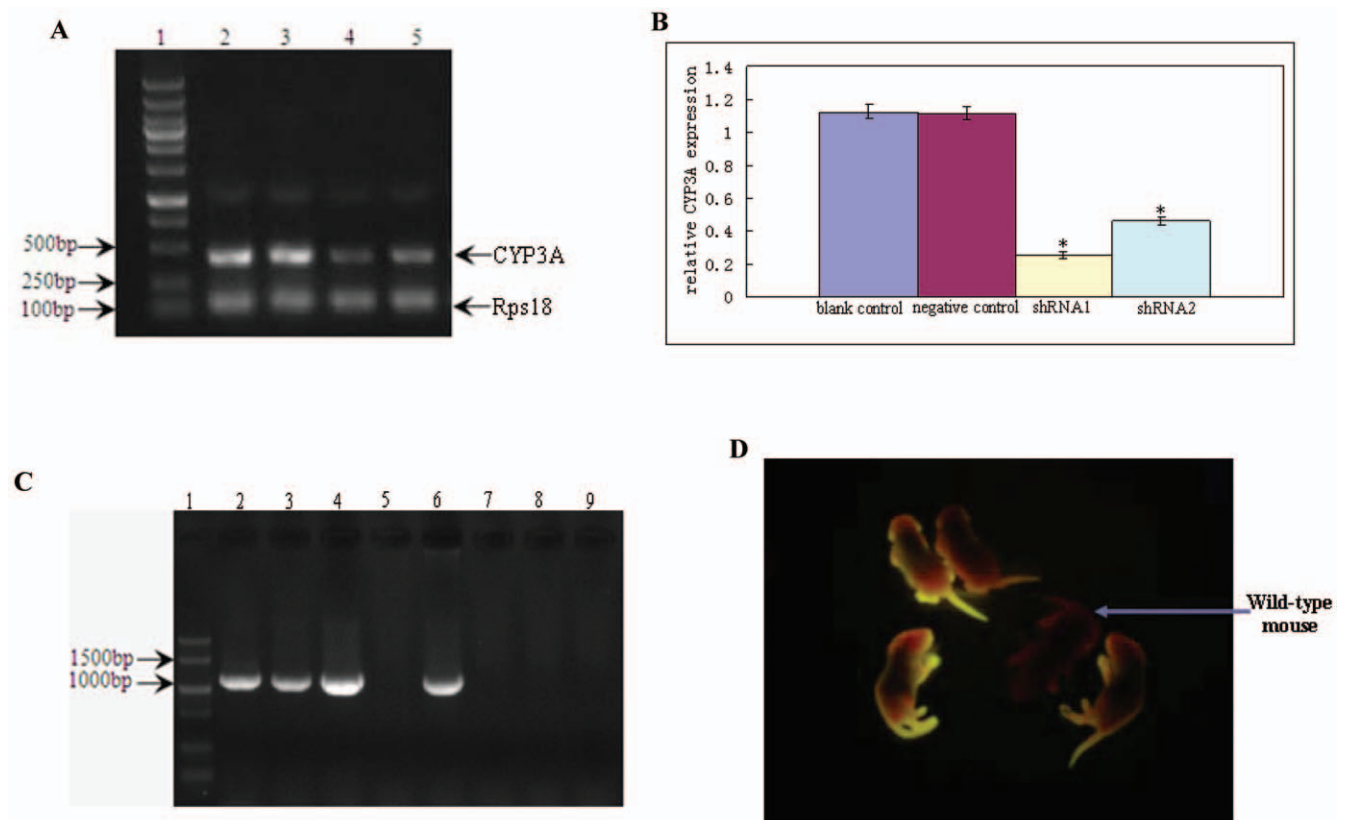 A
1 2 3 4 5
500bp
250bp
100bp
CYP3A
Rps18
B
relative CYP3A expression
1.4
1.2
1
0.8
0.6
0.4
0.2
0
*
*
blank control negative control shRNA1 shRNA2
C
1 2 3 4 5 6 7 8 9
1500bp
1000bp
D
Wild-type
mouse